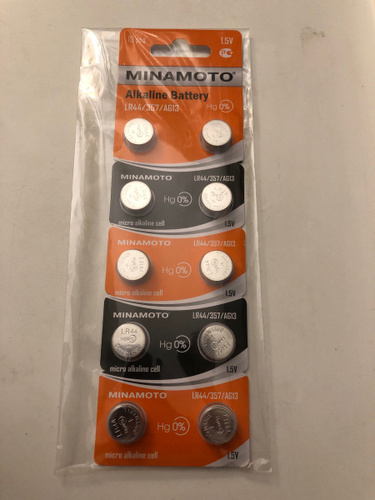 1.5V
MINAMOTO
Alkaline Battery
LR44/357/AG13 Hg 0%
MINAMOTO LR44/357/AG13
Hg 0%
micro alkaline cell 1.5V
MINAMOTO LR44/357/AG13
Hg 0%
micro alkaline cell 1.5V
MINAMOTO LR44/357/AG13
LR44
Hg 0%
micro alkaline cell 1.5V
MINAMOTO LR44/357/AG13
Hg 0%
micro alkaline cell 1.5V